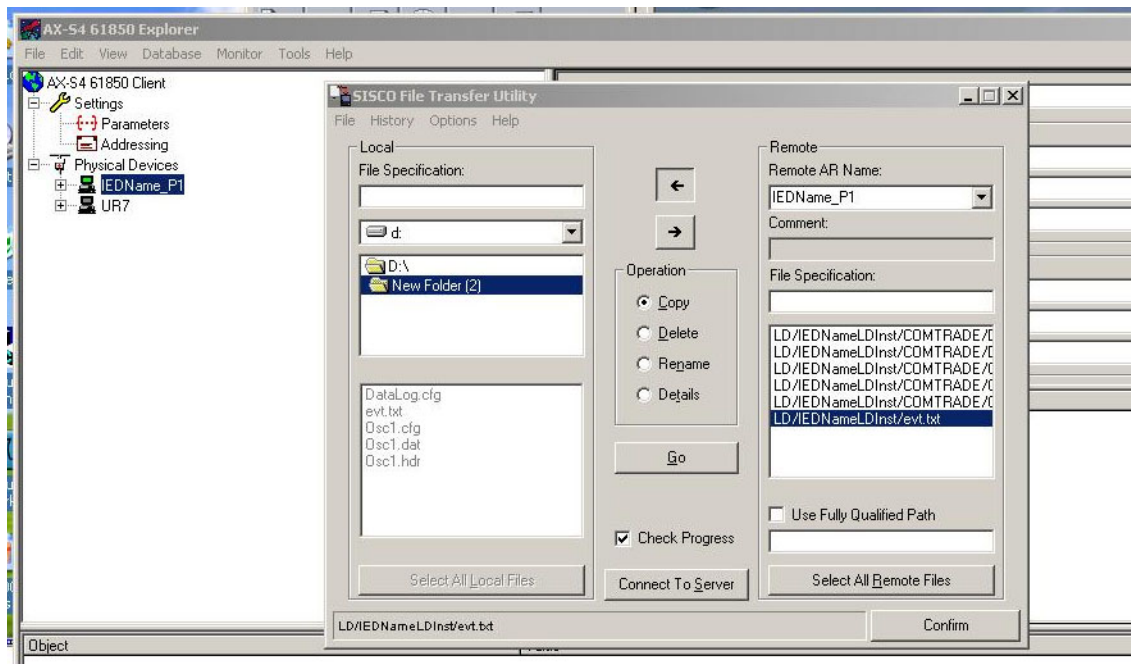 AX-S4 61850 Explorer
File Edit View Database Monitor Tools Help
AX-S4 61850 Client
Settings
Parameters
Addressing
Physical Devices
IEDName_P1
UR7
SISCO File Transfer Utility
File History Options Help
Local
File Specification:
d:
D:\
New Folder (2)
DataLog.cfg
evt.txt
Osc1.cfg
Osc1.dat
Osc1.hdr
Select All Local Files
Operation
Copy
Delete
Rename
Details
Go
Check Progress
Connect To Server
Remote
Remote AR Name:
IEDName_P1
Comment:
File Specification:
LD/IEDNameLDInst/COMTRADE/
LD/IEDNameLDInst/COMTRADE/
LD/IEDNameLDInst/COMTRADE/
LD/IEDNameLDInst/COMTRADE/
LD/IEDNameLDInst/COMTRADE/
LD/IEDNameLDInst/evt.txt
Use Fully Qualified Path
Select All Remote Files
LD/IEDNameLDInst/evt.txt
Confirm
Object